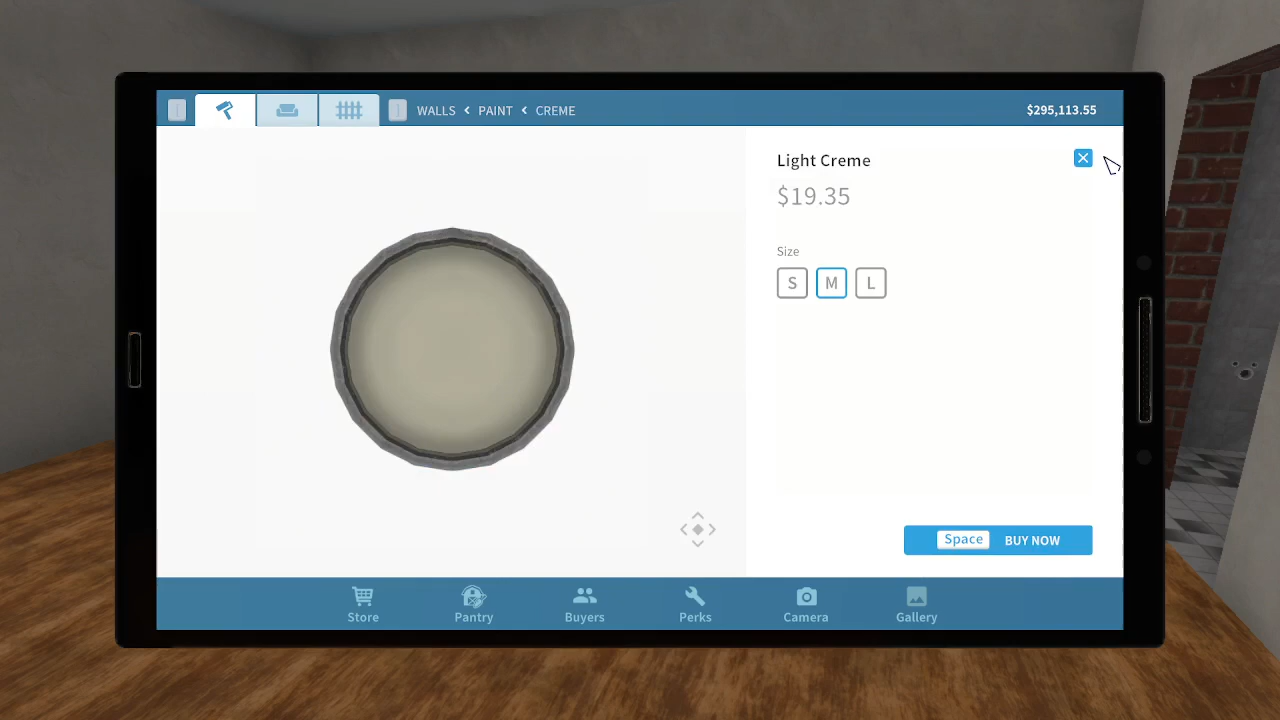 WALLS < PAINT < CREME
$295,113.55
Light Creme
$19.35
Size
S M L
Space BUY NOW
Store Pantry Buyers Perks Camera Gallery